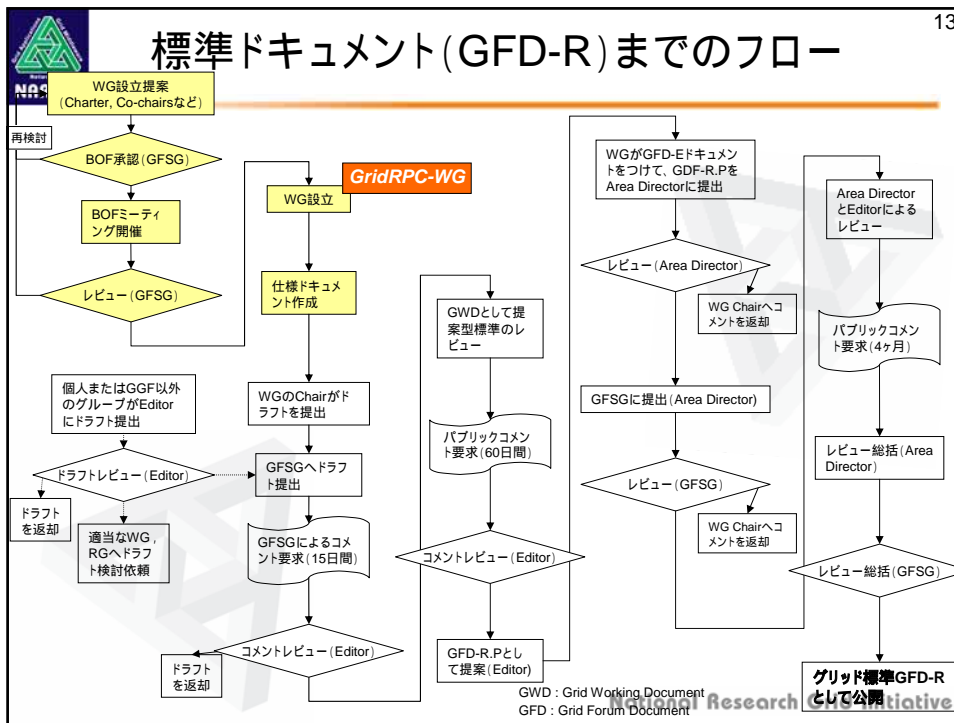 13
標準ドキュメント(GFD-R)までのフロー
NAREGI
WG設立提案
(Charter, Co-chairsなど)
再検討
BOF承認(GFSG)
BOFミーティ
ング開催
レビュー(GFSG)
GridRPC-WG
WG設立
仕様ドキュメ
ント作成
WGのChairが
ドラフトを提出
個人またはGGF以外
のグループがEditor
にドラフト提出
ドラフトレビュー(Editor)
ドラフト
を返却
適当なWG,
RGへドラフ
ト検討依頼
GFSGへドラフ
ト提出
GFSGによるコメ
ント要求(15日間)
コメントレビュー(Editor)
ドラフト
を返却
GWDとして提
案型標準のレ
ビュー
パブリックコメン
ト要求(60日間)
コメントレビュー(Editor)
GFD-R.Pとし
て提案(Editor)
WGがGFD-Eドキュメン
トをつけて、GDF-R.Pを
Area Directorに提出
レビュー(Area Director)
WG Chairへコ
メントを返却
GFSGに提出(Area Director)
レビュー(GFSG)
WG Chairへコ
メントを返却
Area Director
とEditorによる
レビュー
パブリックコメン
ト要求(4ヶ月)
レビュー総括(Area
Director)
レビュー総括(GFSG)
グリッド標準GFD-R
として公開
GWD : Grid Working Document
GFD : Grid Forum Document
National Research Grid Initiative